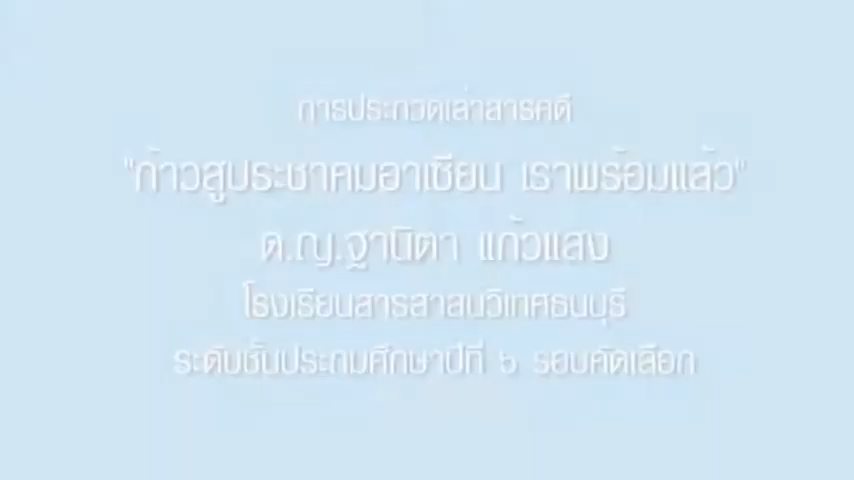 การประกวดเล่าสารคดี
"ก้าวสู่ประชาคมอาเซียน เราพร้อมแล้ว"
ด.ญ.ฐานิตา แก้วแสง
โรงเรียนสารสาสนวิเทศธนบุรี
ระดับชั้นประถมศึกษาปีที่ ๖ รอบคัดเลือก